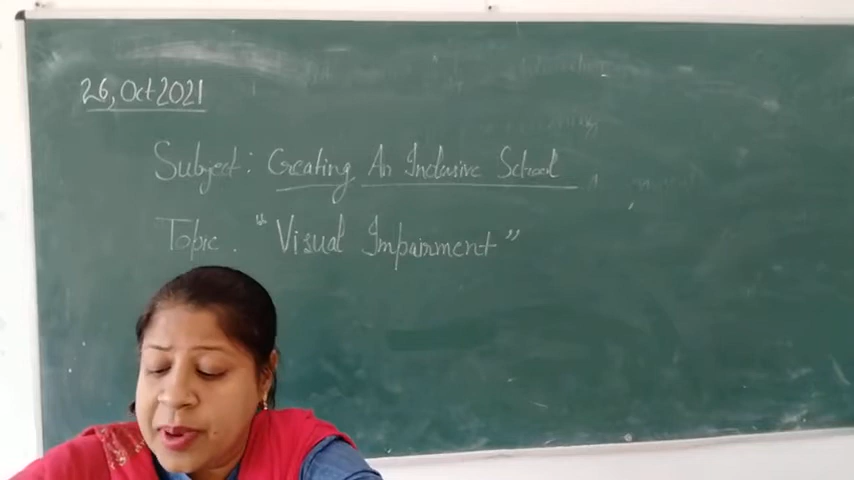 26, Oct 2021
Subject: Creating An Inclusive School
Topic. "Visual Impairment"